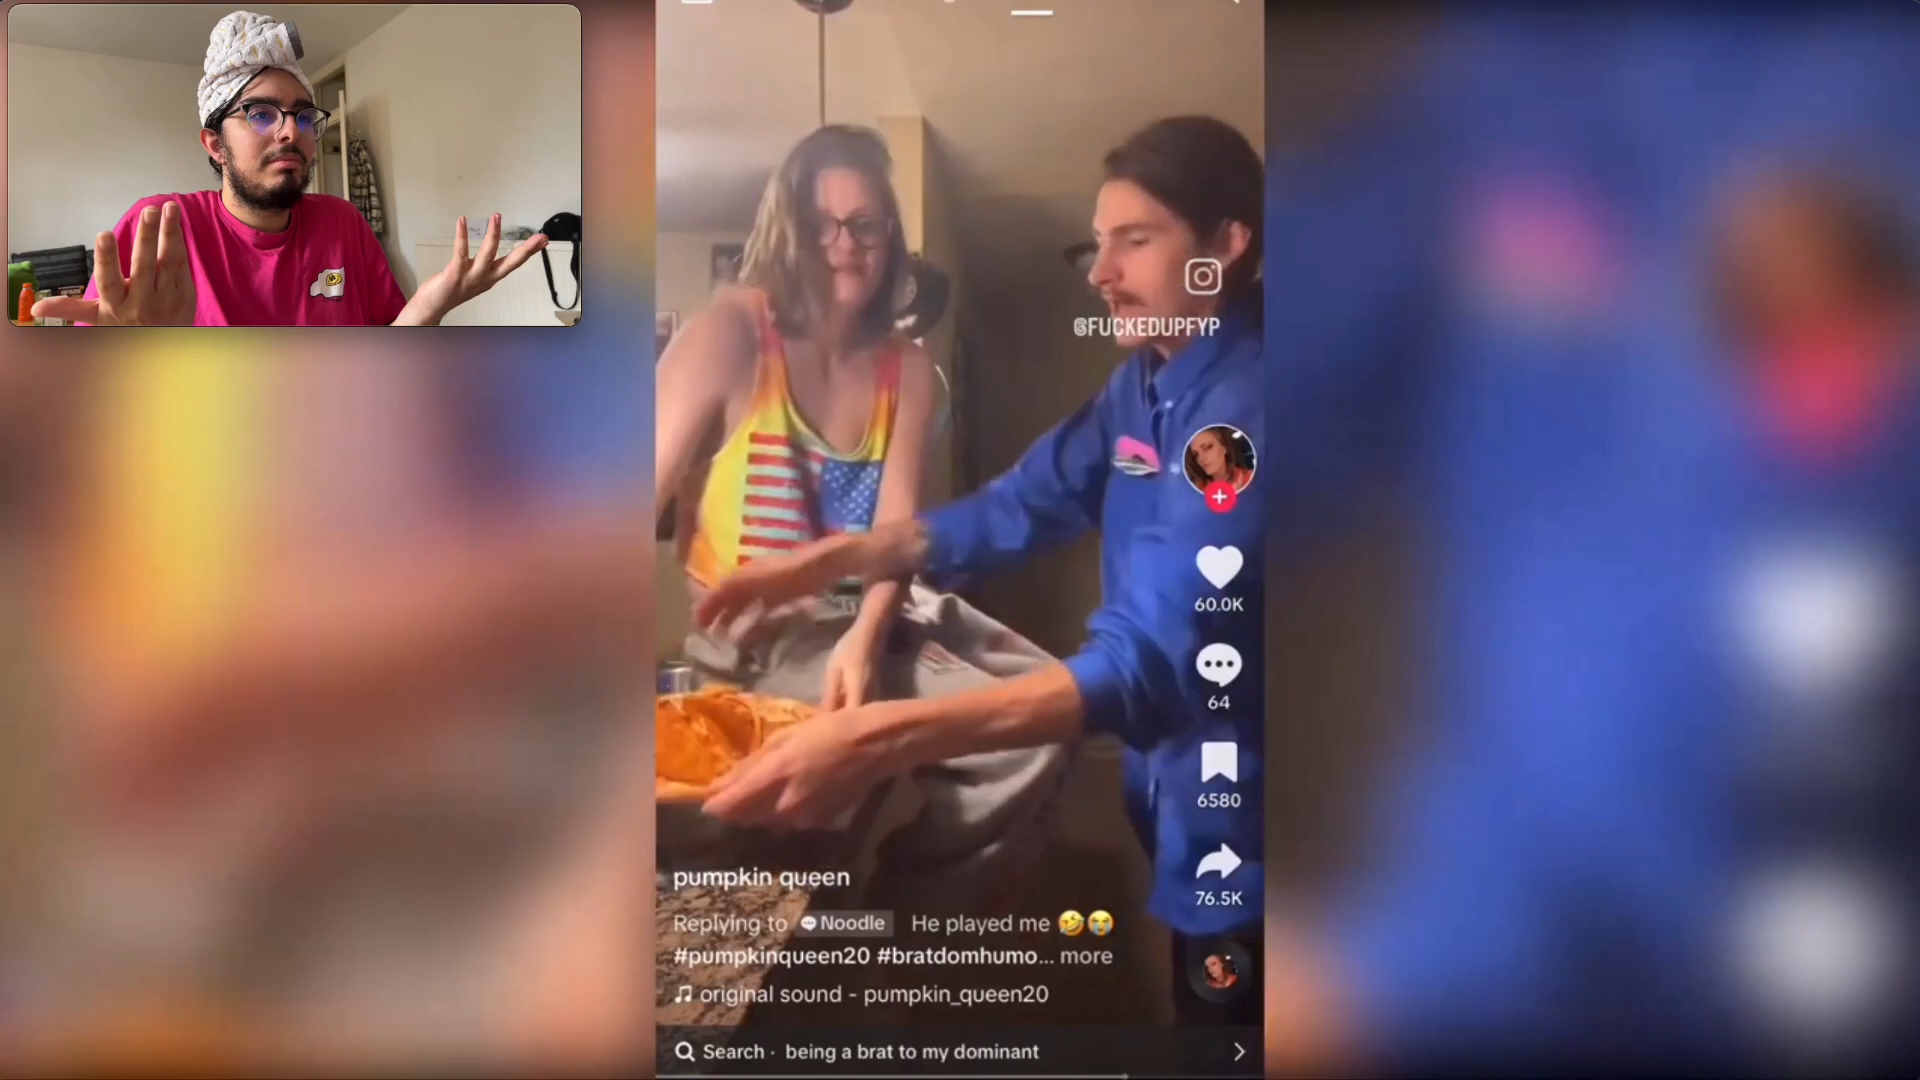 @FUCKEDUPFYP
60.0K
64
6580
76.5K
pumpkin queen
Replying to Noodle He played me 🤣😭
#pumpkinqueen20 #bratdomhumo... more
original sound - pumpkin_queen20
Search · being a brat to my dominant